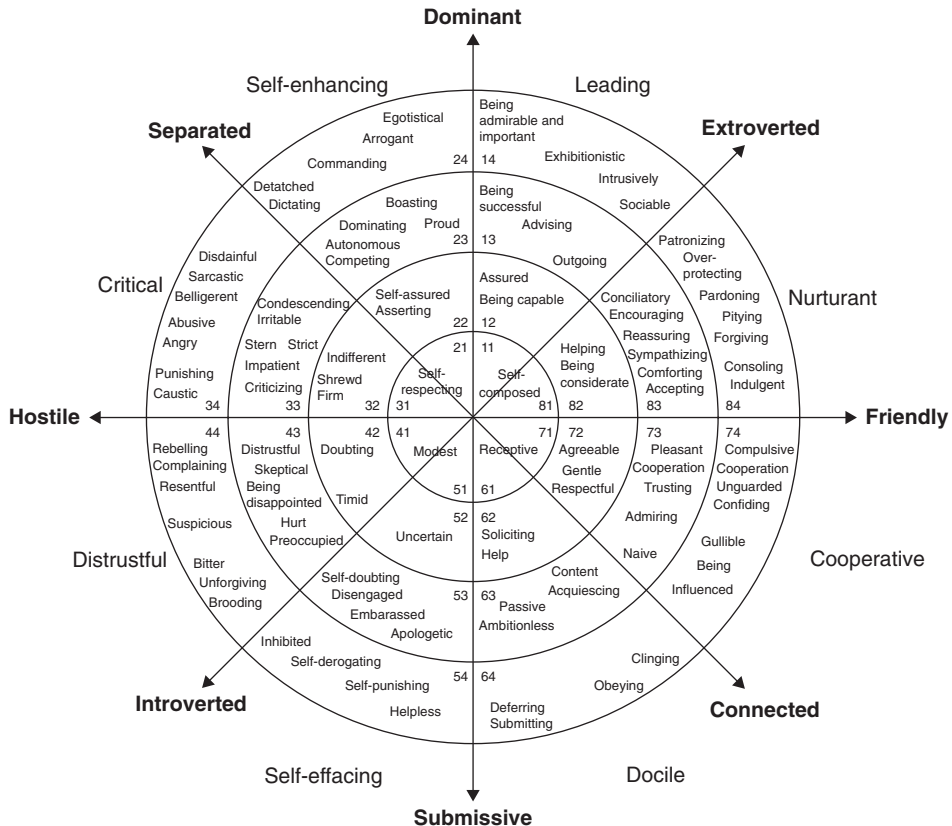 Dominant
Self-enhancing
Leading
Separated
Extroverted
Egotistical
Arrogant
Commanding
24
Detatched
Dictating
Being
admirable and
important
14
Exhibitionistic
Intrusively
Sociable
Boasting
Dominating
Proud
Autonomous
23
Competing
Being
successful
Advising
13
Outgoing
Critical
Disdainful
Sarcastic
Belligerent
Abusive
Angry
Punishing
Caustic
34
Condescending
Irritable
Stern
Strict
Impatient
Criticizing
33
Self-assured
Asserting
22
Assured
Being capable
12
Indifferent
Shrewd
Firm
32
21
Self-
respecting
31
11
Self-
composed
81
Helping
Being
considerate
82
Conciliatory
Encouraging
Reassuring
Sympathizing
Comforting
Accepting
83
Patronizing
Over-
protecting
Pardoning
Pitying
Forgiving
Consoling
Indulgent
84
Nurturant
Hostile
Friendly
44
Rebelling
Complaining
Resentful
Suspicious
Bitter
Unforgiving
Brooding
43
Distrustful
Skeptical
Being
disappointed
Hurt
Preoccupied
42
Doubting
Timid
41
Modest
51
71
Receptive
61
72
Agreeable
Gentle
Respectful
73
Pleasant
Cooperation
Trusting
Admiring
Naive
74
Compulsive
Cooperation
Unguarded
Confiding
Gullible
Being
Influenced
Distrustful
Cooperative
52
Uncertain
62
Soliciting
Help
Self-doubting
Disengaged
53
Embarassed
Apologetic
Content
Acquiescing
63
Passive
Ambitionless
Inhibited
Self-derogating
54
Self-punishing
Helpless
64
Clinging
Obeying
Deferring
Submitting
Introverted
Connected
Self-effacing
Docile
Submissive